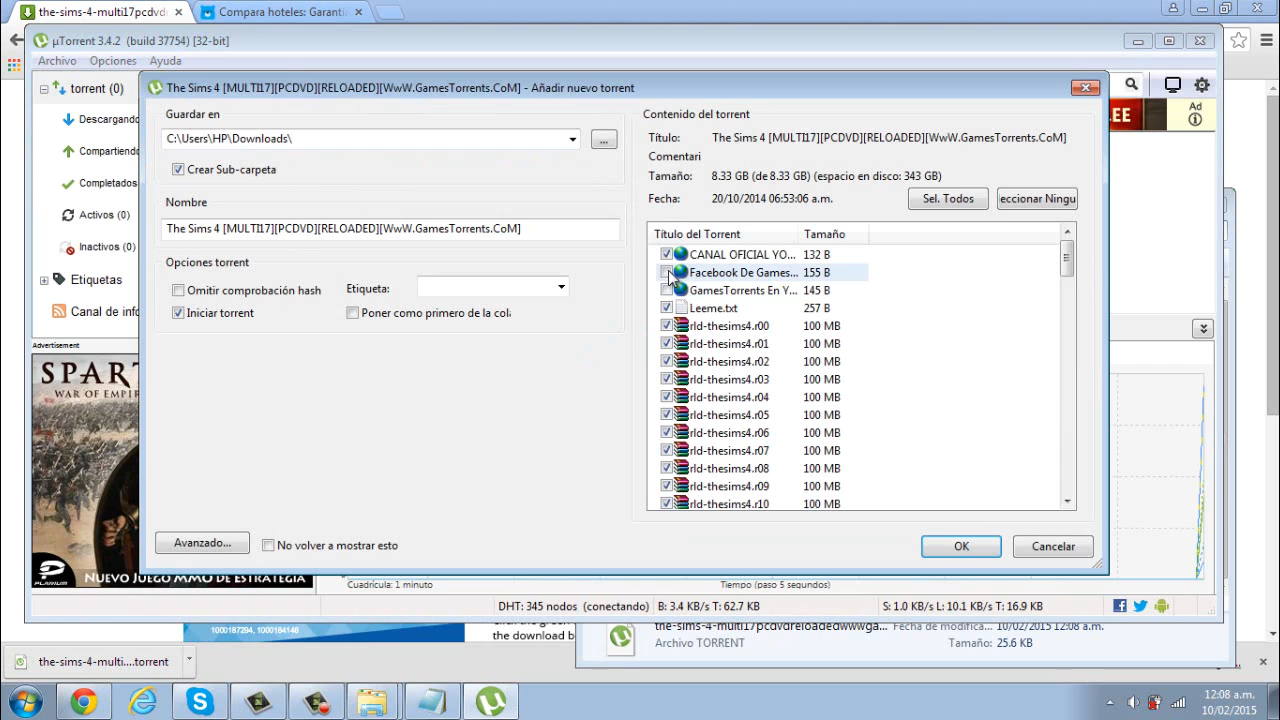 the-sims-4-multi17pcdvdr
Compara hoteles: Garantí
µTorrent 3.4.2 (build 37754) [32-bit]
Archivo Opciones Ayuda
torrent (0)
Descargando
Compartiendo
Completados
Activos (0)
Inactivos (0)
Etiquetas
Canal de info
Advertisement
SPART
WAR OF EMPIR
PLARIUM
NUEVO JUEGO MMO DE ESTRATEGIA
The Sims 4 [MULTI17][PCDVD][RELOADED][WwW.GamesTorrents.CoM] - Añadir nuevo torrent
Guardar en
C:\Users\HP\Downloads\
...
Crear Sub-carpeta
Nombre
The Sims 4 [MULTI17][PCDVD][RELOADED][WwW.GamesTorrents.CoM]
Opciones torrent
Omitir comprobación hash
Etiqueta:
Iniciar torrent
Poner como primero de la cola
Avanzado...
No volver a mostrar esto
Contenido del torrent
Título: The Sims 4 [MULTI17][PCDVD][RELOADED][WwW.GamesTorrents.CoM]
Comentari
Tamaño: 8.33 GB (de 8.33 GB) (espacio en disco: 343 GB)
Fecha: 20/10/2014 06:53:06 a.m.
Sel. Todos
eccionar Ningu
Título del Torrent Tamaño
CANAL OFICIAL YO... 132 B
Facebook De Games... 155 B
GamesTorrents En Y... 145 B
Leeme.txt 257 B
rld-thesims4.r00 100 MB
rld-thesims4.r01 100 MB
rld-thesims4.r02 100 MB
rld-thesims4.r03 100 MB
rld-thesims4.r04 100 MB
rld-thesims4.r05 100 MB
rld-thesims4.r06 100 MB
rld-thesims4.r07 100 MB
rld-thesims4.r08 100 MB
rld-thesims4.r09 100 MB
rld-thesims4.r10 100 MB
OK
Cancelar
LEE
Ad
Cuadrícula: 1 minuto
Tiempo (paso 5 segundos)
DHT: 345 nodos (conectando)
B: 3.4 KB/s T: 62.7 KB
S: 1.0 KB/s L: 10.1 KB/s T: 16.9 KB
1000187294, 1000184148
the download b
the-sims-4-multi17pcdvdreloadedwwwga...
Fecha de modifica... 10/02/2015 12:08 a.m.
Archivo TORRENT
Tamaño: 25.6 KB
the-sims-4-multi....torrent
12:08 a.m.
10/02/2015